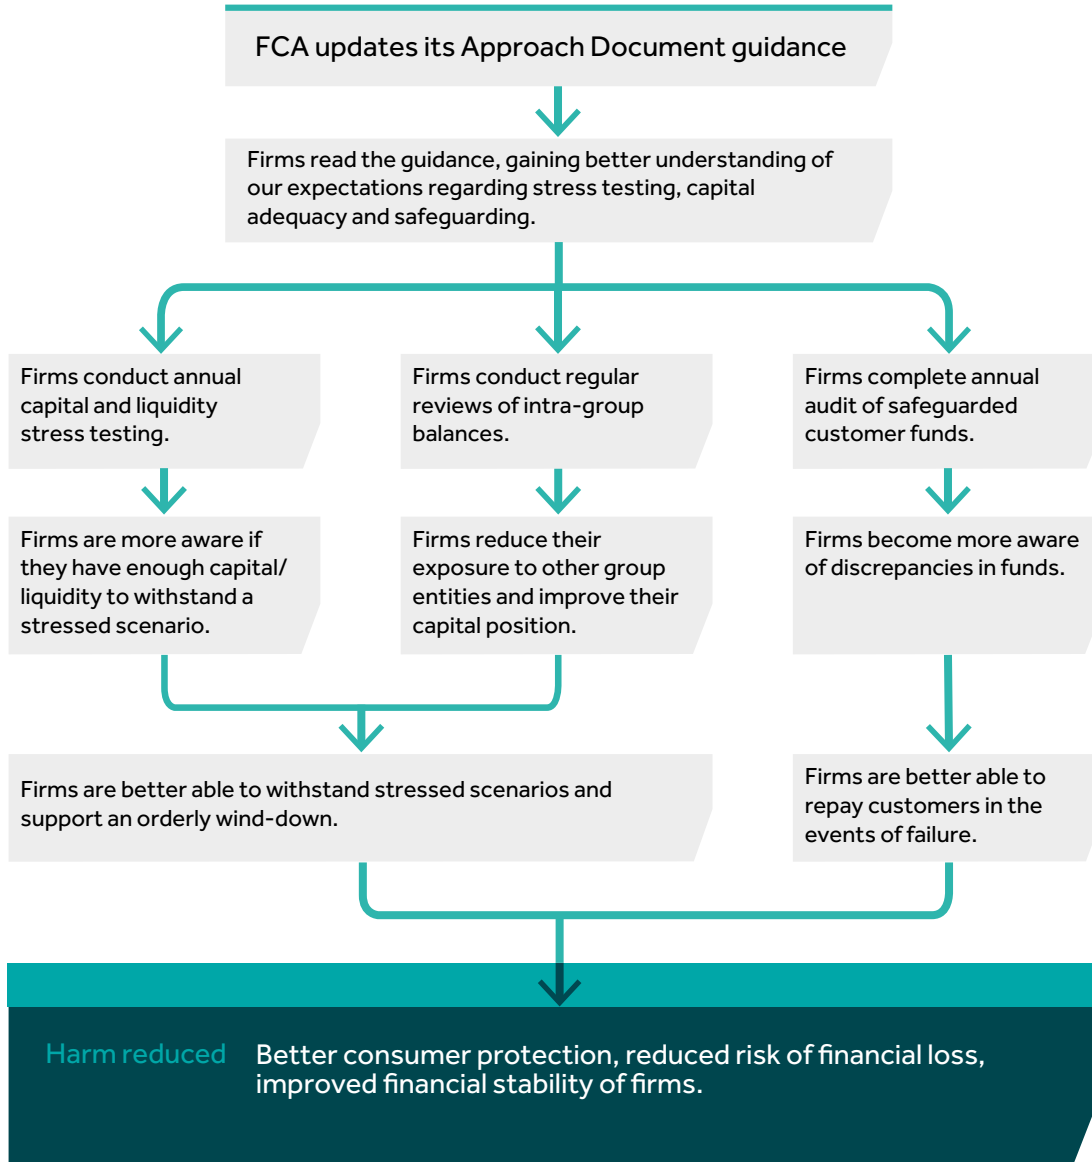 FCA updates its Approach Document guidance
Firms read the guidance, gaining better understanding of
our expectations regarding stress testing, capital
adequacy and safeguarding.
Firms conduct annual
capital and liquidity
stress testing.
Firms conduct regular
reviews of intra-group
balances.
Firms complete annual
audit of safeguarded
customer funds.
Firms are more aware if
they have enough capital/
liquidity to withstand a
stressed scenario.
Firms reduce their
exposure to other group
entities and improve their
capital position.
Firms become more aware
of discrepancies in funds.
Firms are better able to withstand stressed scenarios and
support an orderly wind-down.
Firms are better able to
repay customers in the
events of failure.
Harm reduced
Better consumer protection, reduced risk of financial loss,
improved financial stability of firms.